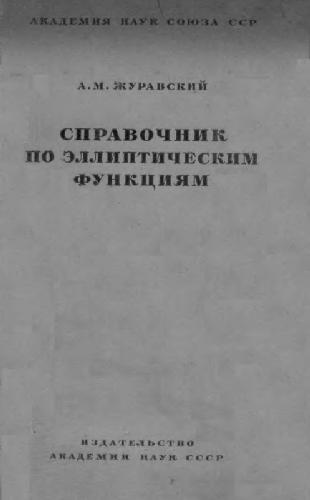 АКАДЕМИЯ НАУК СОЮЗА ССР
А. М. ЖУРАВСКИЙ
СПРАВОЧНИК
ПО ЭЛЛИПТИЧЕСКИМ
ФУНКЦИЯМ
ИЗДАТЕЛЬСТВО
АКАДЕМИИ НАУК СССР